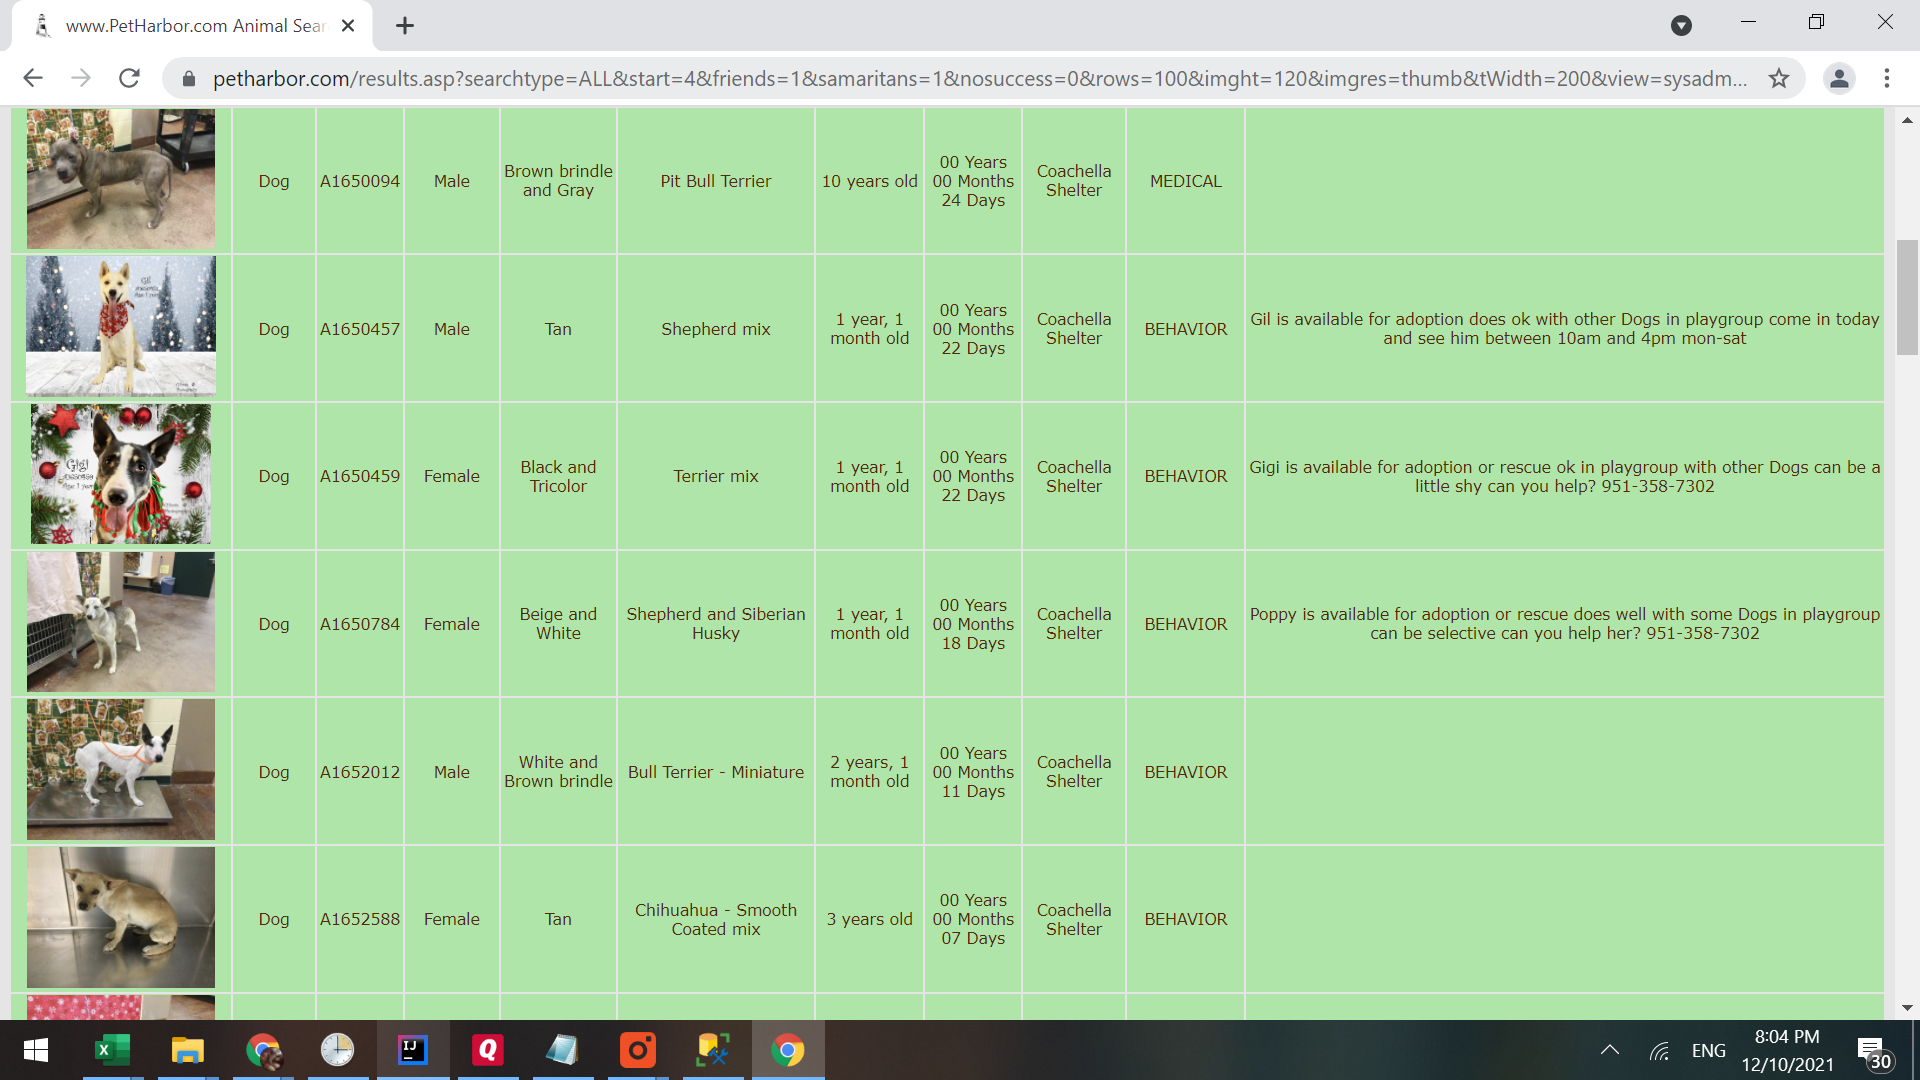 www.PetHarbor.com Animal Sear
petharbor.com/results.asp?searchtype=ALL&start=4&friends=1&samaritans=1&nosuccess=0&rows=100&imght=120&imgres=thumb&tWidth=200&view=sysadm...
Dog
A1650094
Male
Brown brindle
and Gray
Pit Bull Terrier
10 years old
00 Years
00 Months
24 Days
Coachella
Shelter
MEDICAL
Gil
Dog
A1650457
Male
Tan
Shepherd mix
1 year, 1
month old
00 Years
00 Months
22 Days
Coachella
Shelter
BEHAVIOR
Gil is available for adoption does ok with other Dogs in playgroup come in today
and see him between 10am and 4pm mon-sat
Gigi
Dog
A1650459
Female
Black and
Tricolor
Terrier mix
1 year, 1
month old
00 Years
00 Months
22 Days
Coachella
Shelter
BEHAVIOR
Gigi is available for adoption or rescue ok in playgroup with other Dogs can be a
little shy can you help? 951-358-7302
Dog
A1650784
Female
Beige and
White
Shepherd and Siberian
Husky
1 year, 1
month old
00 Years
00 Months
18 Days
Coachella
Shelter
BEHAVIOR
Poppy is available for adoption or rescue does well with some Dogs in playgroup
can be selective can you help her? 951-358-7302
Dog
A1652012
Male
White and
Brown brindle
Bull Terrier - Miniature
2 years, 1
month old
00 Years
00 Months
11 Days
Coachella
Shelter
BEHAVIOR
Dog
A1652588
Female
Tan
Chihuahua - Smooth
Coated mix
3 years old
00 Years
00 Months
07 Days
Coachella
Shelter
BEHAVIOR
X
IJ
Q
ENG
8:04 PM
12/10/2021
30